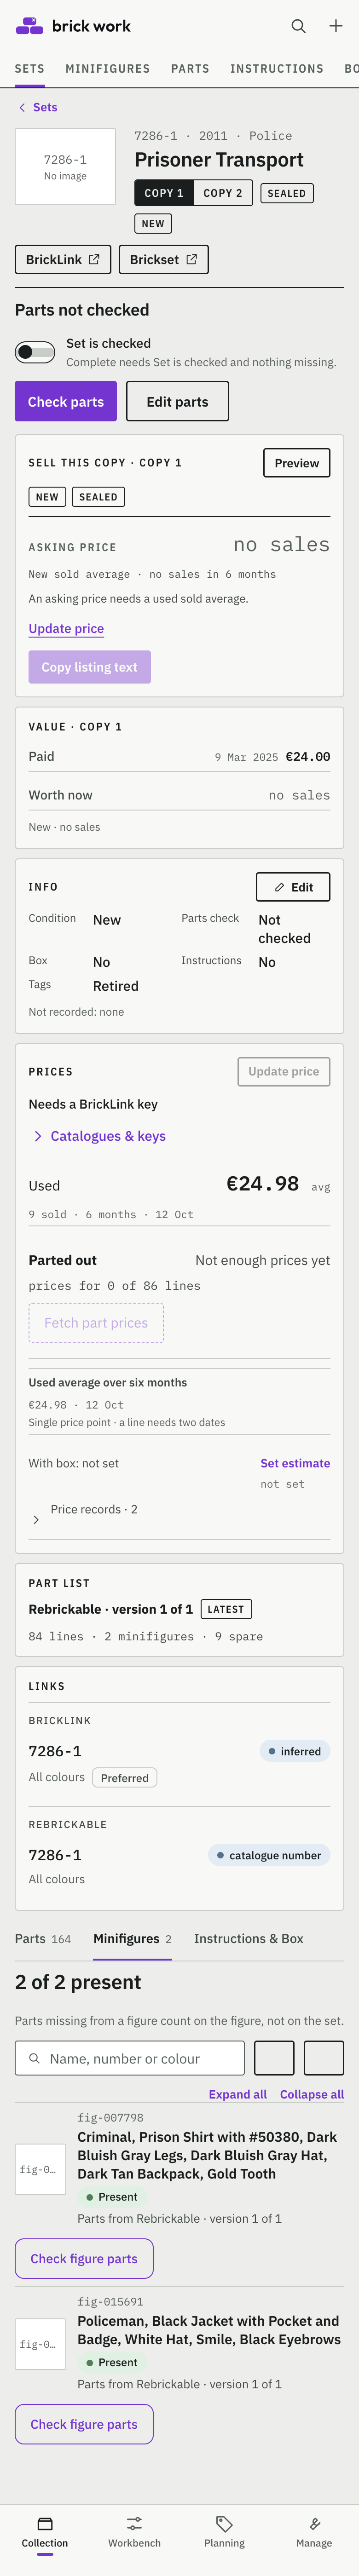 brick work
SETS MINIFIGURES PARTS INSTRUCTIONS BO
Sets
7286-1
No image
7286-1 · 2011 · Police
Prisoner Transport
COPY 1 COPY 2 SEALED
NEW
BrickLink Brickset
Parts not checked
Set is checked
Complete needs Set is checked and nothing missing.
Check parts Edit parts
SELL THIS COPY · COPY 1 Preview
NEW SEALED
ASKING PRICE no sales
New sold average · no sales in 6 months
An asking price needs a used sold average.
Update price
Copy listing text
VALUE · COPY 1
Paid 9 Mar 2025 €24.00
Worth now no sales
New · no sales
INFO Edit
Condition New Parts check Not checked
Box No Instructions No
Tags Retired
Not recorded: none
PRICES Update price
Needs a BrickLink key
Catalogues & keys
Used €24.98 avg
9 sold · 6 months · 12 Oct
Parted out Not enough prices yet
prices for 0 of 86 lines
Fetch part prices
Used average over six months
€24.98 · 12 Oct
Single price point · a line needs two dates
With box: not set Set estimate
not set
Price records · 2
PART LIST
Rebrickable · version 1 of 1 LATEST
84 lines · 2 minifigures · 9 spare
LINKS
BRICKLINK
7286-1 inferred
All colours Preferred
REBRICKABLE
7286-1 catalogue number
All colours
Parts 164 Minifigures 2 Instructions & Box
2 of 2 present
Parts missing from a figure count on the figure, not on the set.
Name, number or colour
Expand all Collapse all
fig-007798
fig-0…
Criminal, Prison Shirt with #50380, Dark
Bluish Gray Legs, Dark Bluish Gray Hat,
Dark Tan Backpack, Gold Tooth
Present
Parts from Rebrickable · version 1 of 1
Check figure parts
fig-015691
fig-0…
Policeman, Black Jacket with Pocket and
Badge, White Hat, Smile, Black Eyebrows
Present
Parts from Rebrickable · version 1 of 1
Check figure parts
Collection Workbench Planning Manage